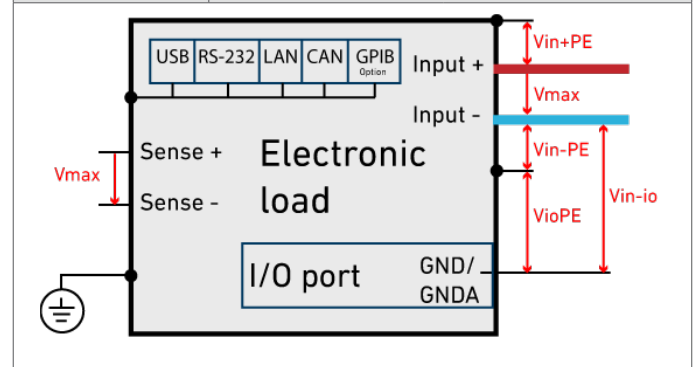 USB RS-232 LAN CAN GPIB
Option
Vin+PE
Input +
Vmax
Input -
Vin-PE
Sense +
Vmax
Sense -
Electronic
load
Vin-io
VioPE
I/O port
GND/
GNDA